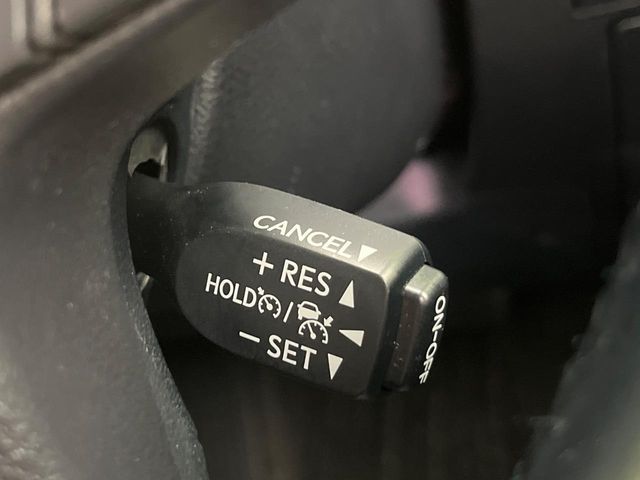 CANCEL▼
+ RES ▲
HOLD /
− SET ▼
ON-OFF